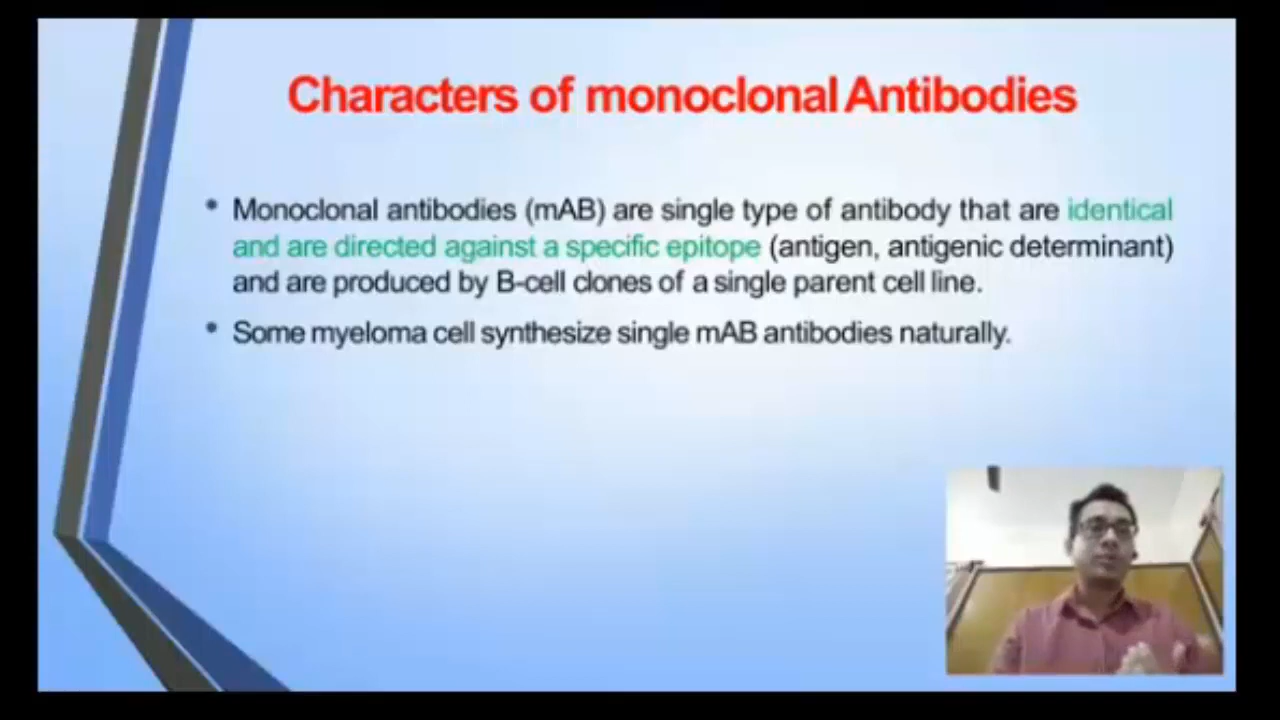 Characters of monoclonal Antibodies
• Monoclonal antibodies (mAB) are single type of antibody that are identical
and are directed against a specific epitope (antigen, antigenic determinant)
and are produced by B-cell clones of a single parent cell line.
• Some myeloma cell synthesize single mAB antibodies naturally.